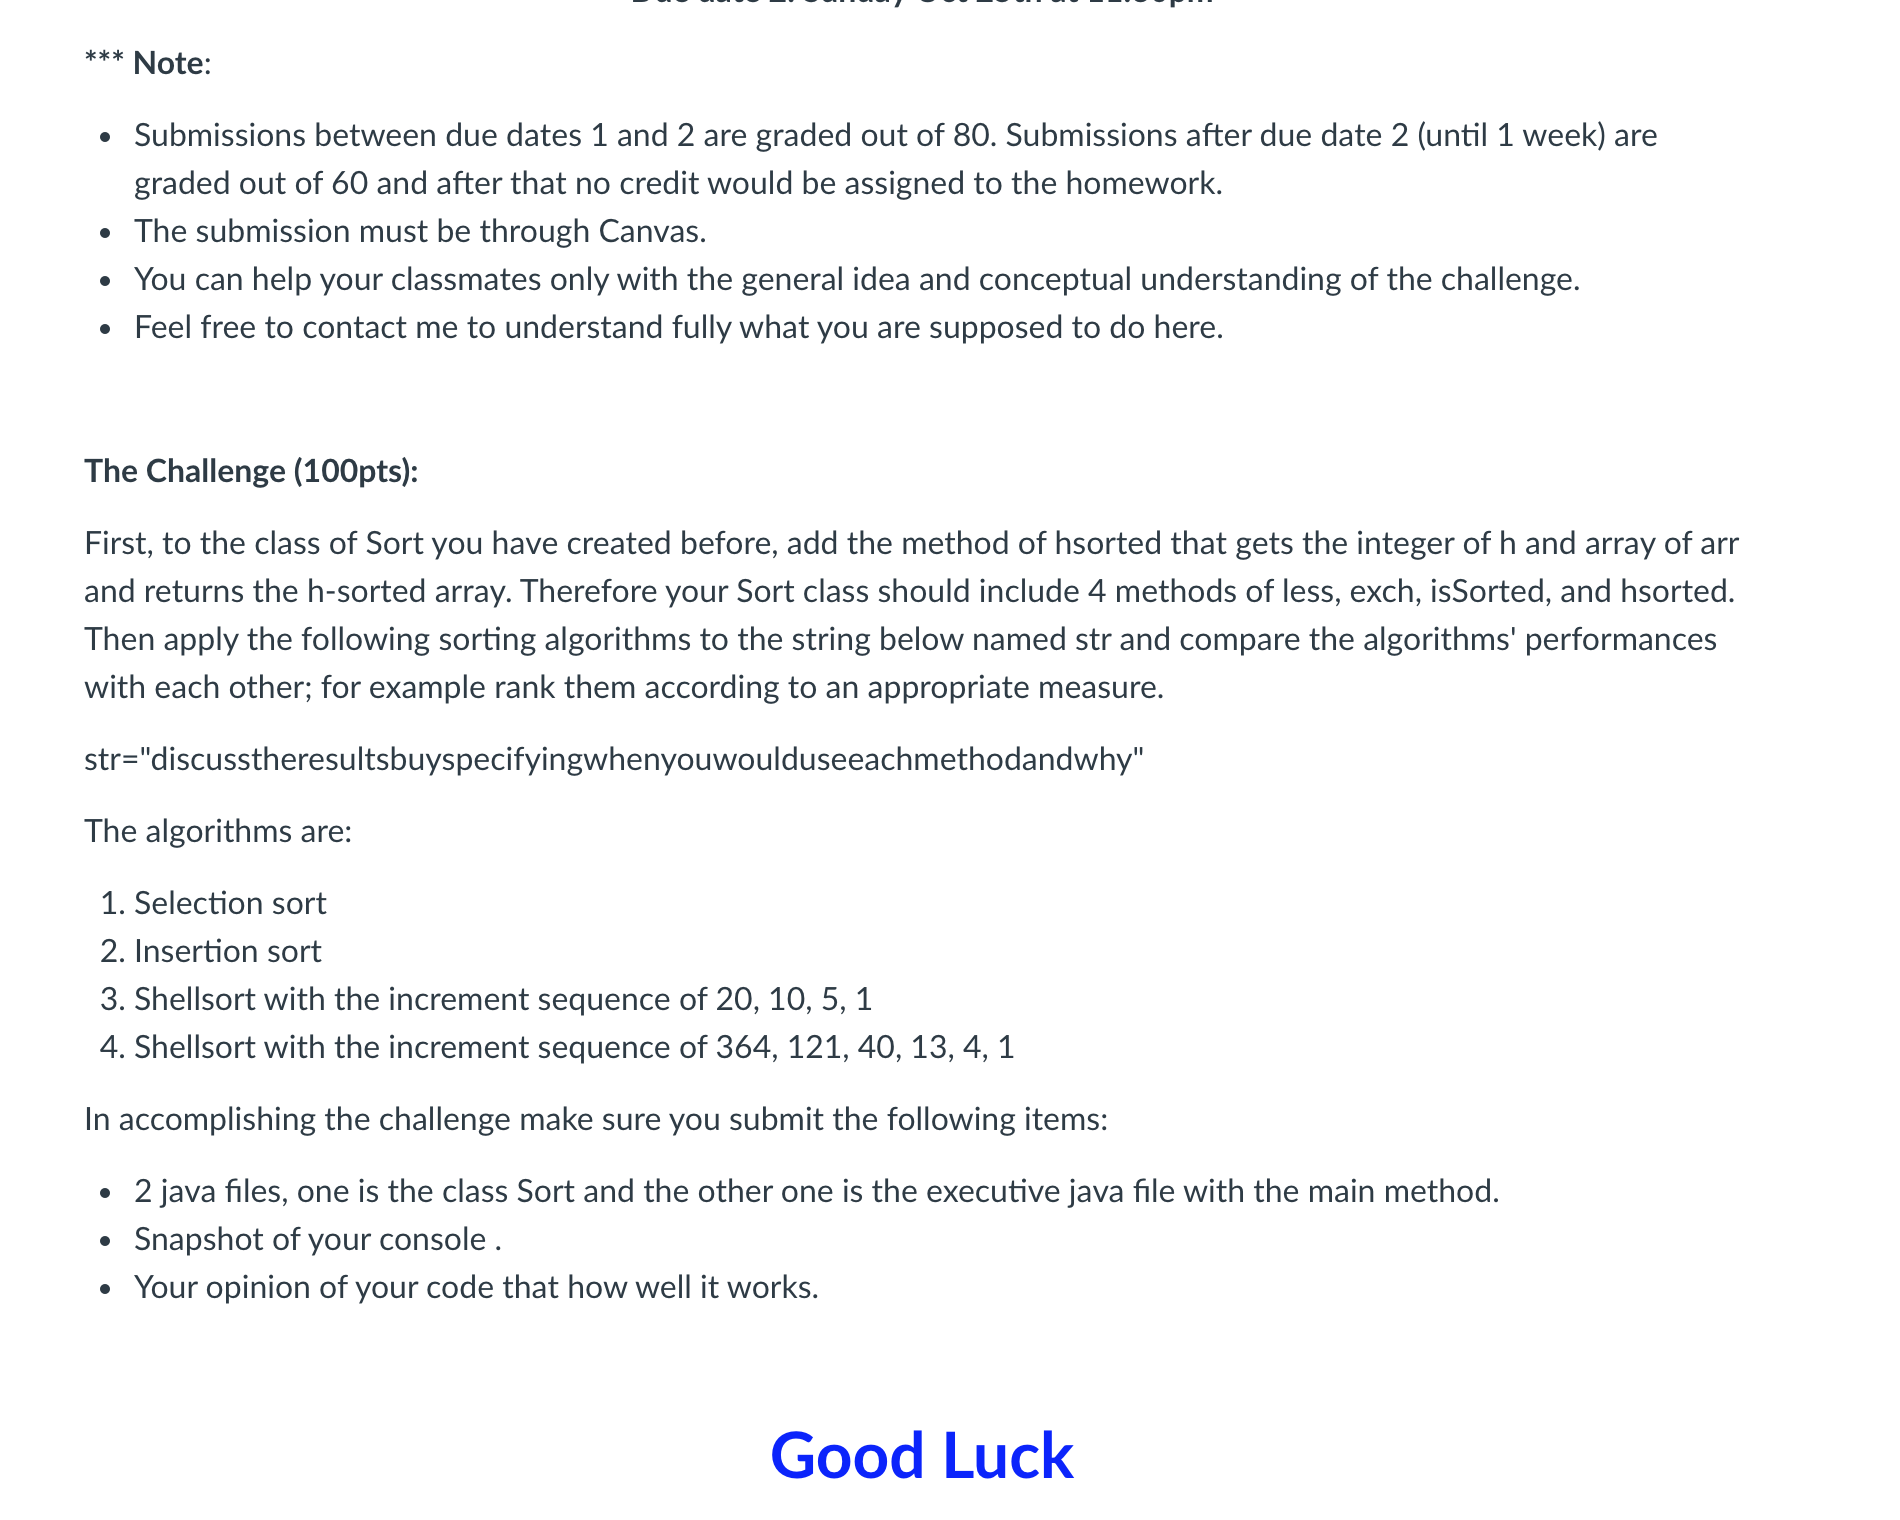 *** Note:
• Submissions between due dates 1 and 2 are graded out of 80. Submissions after due date 2 (until 1 week) are
graded out of 60 and after that no credit would be assigned to the homework.
• The submission must be through Canvas.
• You can help your classmates only with the general idea and conceptual understanding of the challenge.
• Feel free to contact me to understand fully what you are supposed to do here.
The Challenge (100pts):
First, to the class of Sort you have created before, add the method of hsorted that gets the integer of h and array of arr
and returns the h-sorted array. Therefore your Sort class should include 4 methods of less, exch, isSorted, and hsorted.
Then apply the following sorting algorithms to the string below named str and compare the algorithms' performances
with each other; for example rank them according to an appropriate measure.
str="discusstheresultsbuyspecifyingwhenyouwoulduseeachmethodandwhy"
The algorithms are:
1. Selection sort
2. Insertion sort
3. Shellsort with the increment sequence of 20, 10, 5, 1
4. Shellsort with the increment sequence of 364, 121, 40, 13, 4, 1
In accomplishing the challenge make sure you submit the following items:
• 2 java files, one is the class Sort and the other one is the executive java file with the main method.
• Snapshot of your console .
• Your opinion of your code that how well it works.
Good Luck